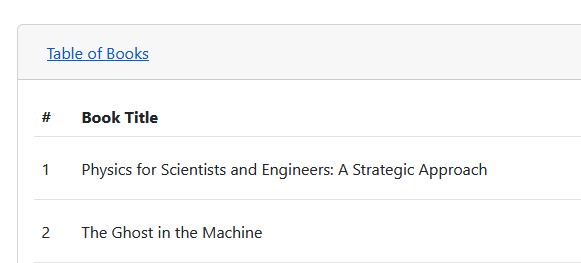 Table of Books
# Book Title
1 Physics for Scientists and Engineers: A Strategic Approach
2 The Ghost in the Machine